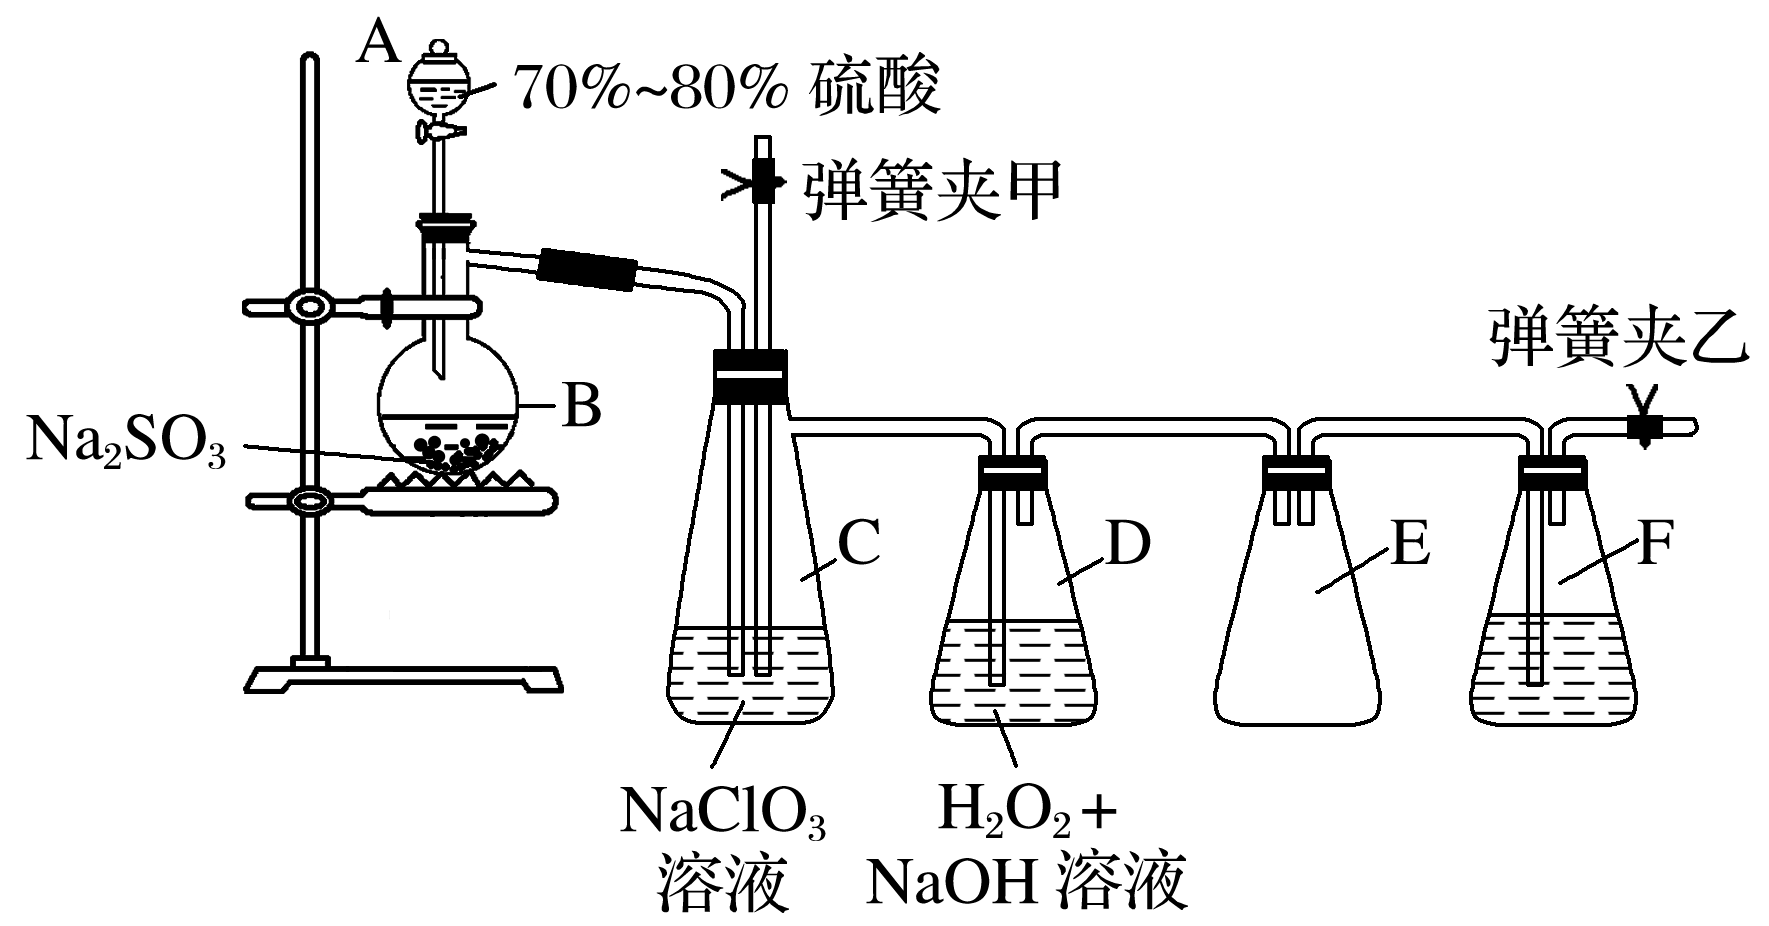 A
70%~80% 硫酸
弹簧夹甲
弹簧夹乙
B
Na₂SO₃
C
D
E
F
NaClO₃
溶液
H₂O₂+
NaOH 溶液